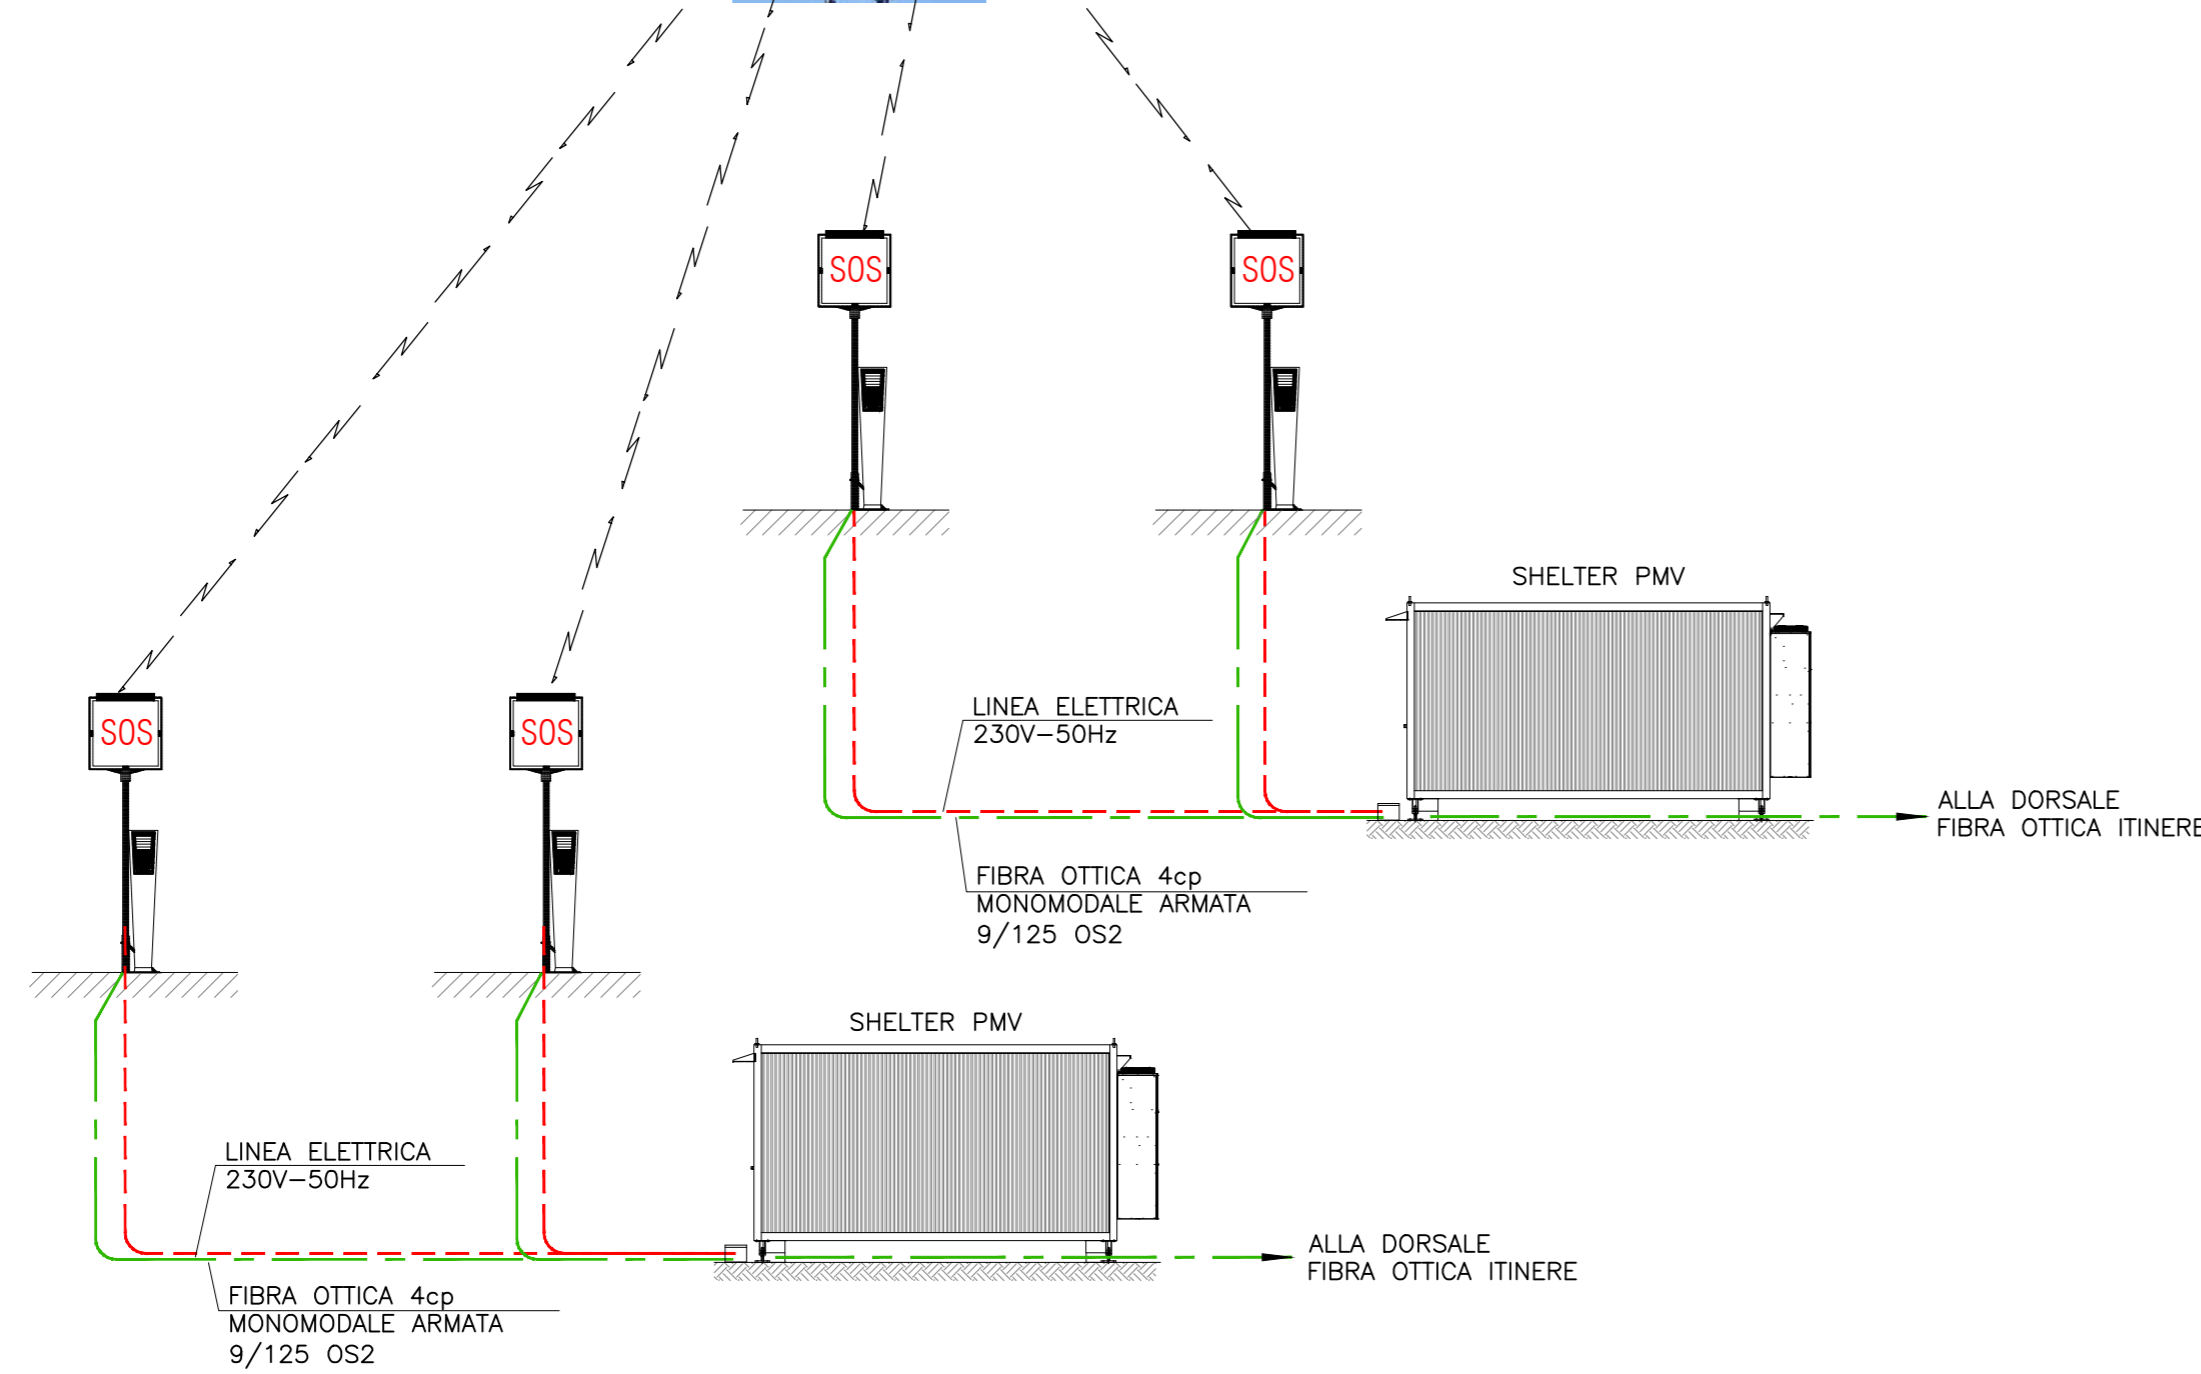 SOS
SOS
SHELTER PMV
SOS
SOS
LINEA ELETTRICA
230V-50Hz
ALLA DORSALE
FIBRA OTTICA ITINERE
FIBRA OTTICA 4cp
MONOMODALE ARMATA
9/125 OS2
SHELTER PMV
LINEA ELETTRICA
230V-50Hz
ALLA DORSALE
FIBRA OTTICA ITINERE
FIBRA OTTICA 4cp
MONOMODALE ARMATA
9/125 OS2